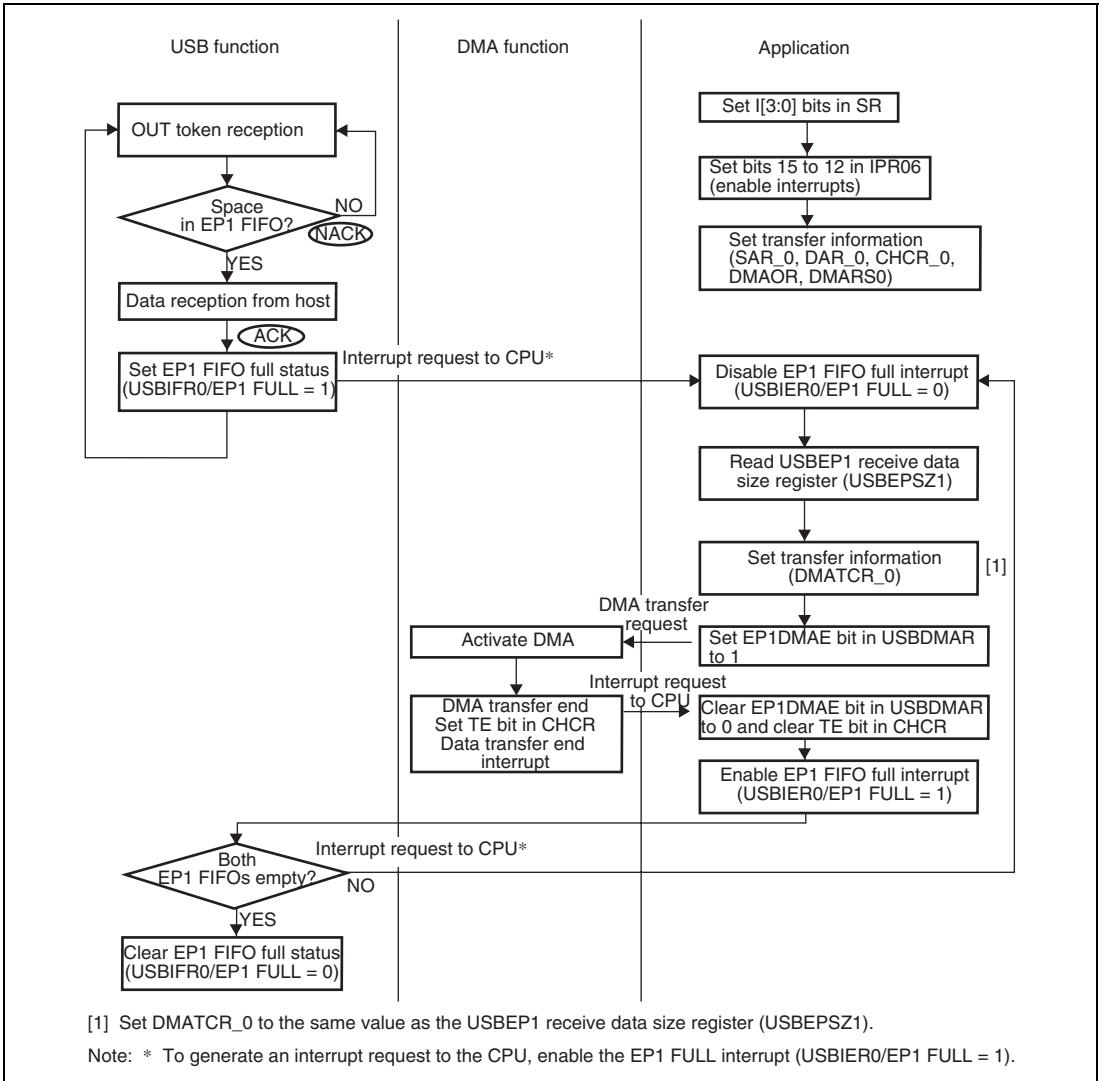 USB function
DMA function
Application
OUT token reception
Space
in EP1 FIFO?
NO
NACK
YES
Data reception from host
ACK
Set EP1 FIFO full status
(USBIFR0/EP1 FULL = 1)
Interrupt request to CPU*
Set I[3:0] bits in SR
Set bits 15 to 12 in IPR06
(enable interrupts)
Set transfer information
(SAR_0, DAR_0, CHCR_0,
DMAOR, DMARS0)
Disable EP1 FIFO full interrupt
(USBIER0/EP1 FULL = 0)
Read USBEP1 receive data
size register (USBEPSZ1)
Set transfer information
(DMATCR_0)
[1]
DMA transfer
request
Activate DMA
Set EP1DMAE bit in USBDMAR
to 1
Interrupt request
to CPU
DMA transfer end
Set TE bit in CHCR
Data transfer end
interrupt
Clear EP1DMAE bit in USBDMAR
to 0 and clear TE bit in CHCR
Enable EP1 FIFO full interrupt
(USBIER0/EP1 FULL = 1)
Both
EP1 FIFOs empty?
Interrupt request to CPU*
NO
YES
Clear EP1 FIFO full status
(USBIFR0/EP1 FULL = 0)
[1] Set DMATCR_0 to the same value as the USBEP1 receive data size register (USBEPSZ1).
Note: * To generate an interrupt request to the CPU, enable the EP1 FULL interrupt (USBIER0/EP1 FULL = 1).